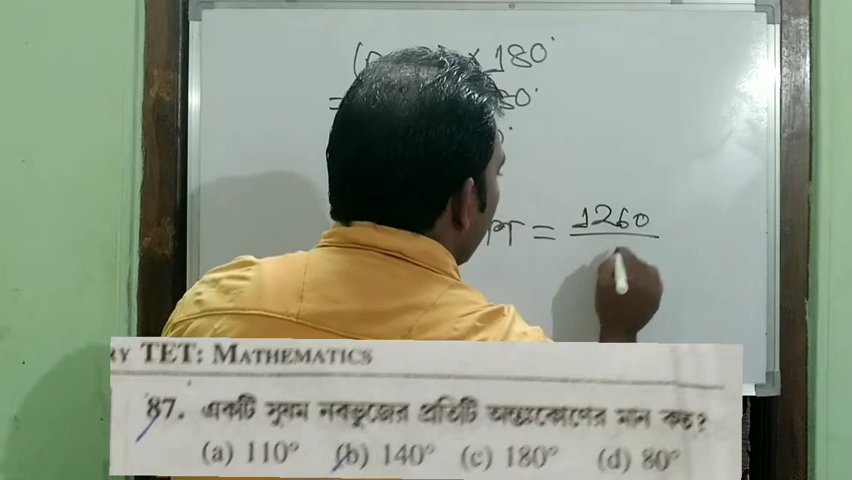 × 180°
=
= 1260
RY TET: MATHEMATICS
87. একটি সুষম নবভুজের প্রতিটি অন্তঃকোণের মান কত?
(a) 110° (b) 140° (c) 180° (d) 80°